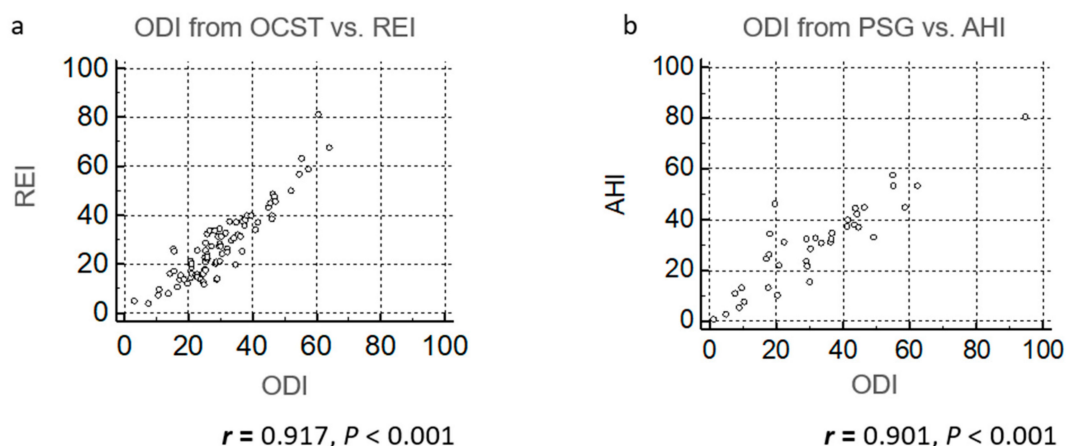 a
ODI from OCST vs. REI
100
80
60
40
20
0
REI
0 20 40 60 80 100
ODI
r = 0.917, P < 0.001
b
ODI from PSG vs. AHI
100
80
60
40
20
0
AHI
0 20 40 60 80 100
ODI
r = 0.901, P < 0.001